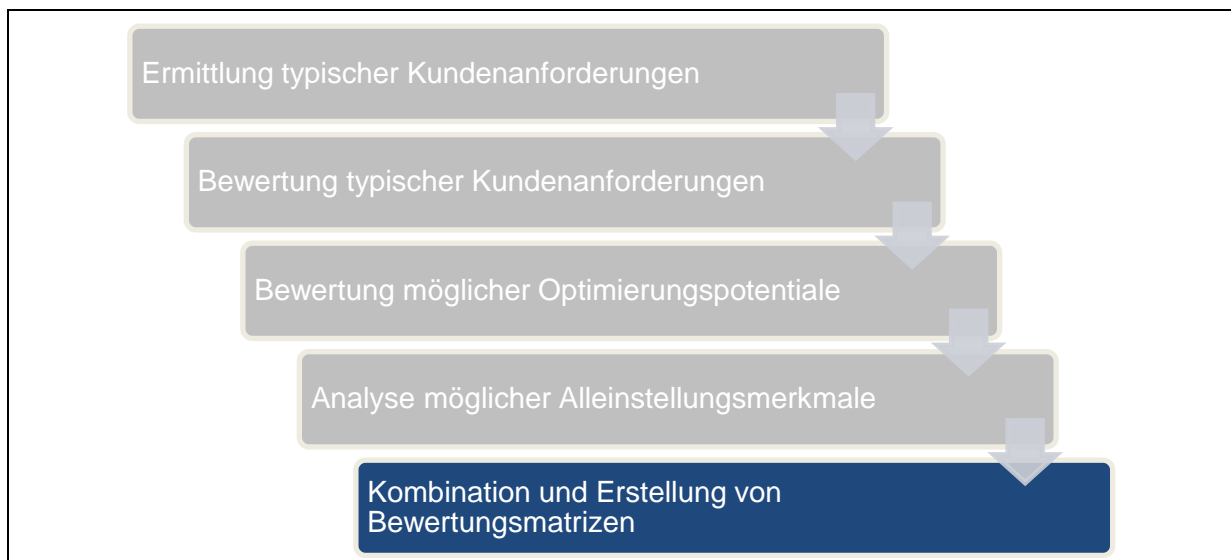 Ermittlung typischer Kundenanforderungen
Bewertung typischer Kundenanforderungen
Bewertung möglicher Optimierungspotentiale
Analyse möglicher Alleinstellungsmerkmale
Kombination und Erstellung von
Bewertungsmatrizen